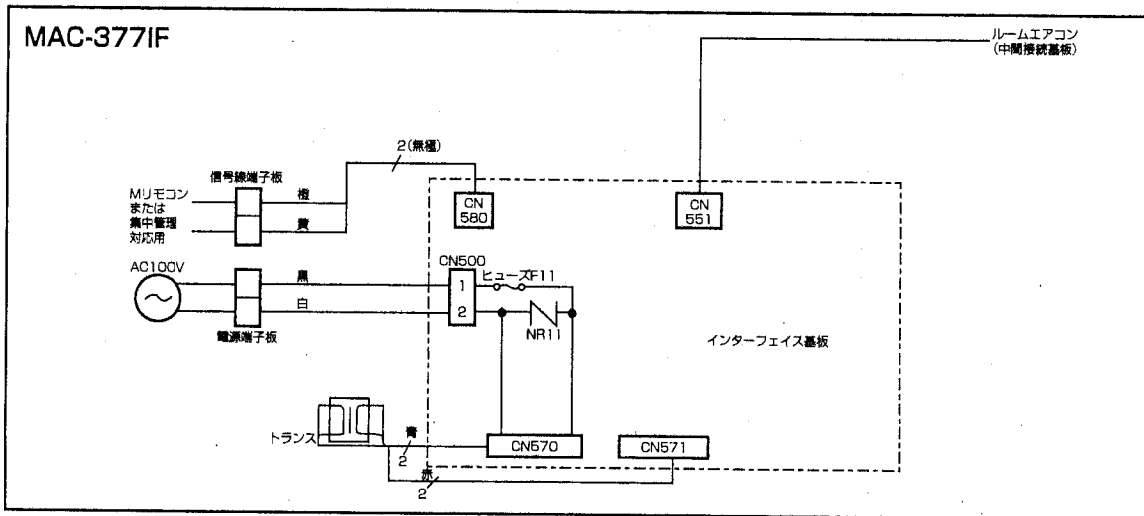 MAC-377IF
ルームエアコン
(中間接続基板)
2(無極)
信号線端子板
Mリモコン
または
集中管理
対応用
橙
黄
CN
580
CN
551
AC100V
黒
白
電源端子板
CN500
1
2
ヒューズF11
NR11
インターフェイス基板
トランス
青
2
CN570
CN571
赤
2